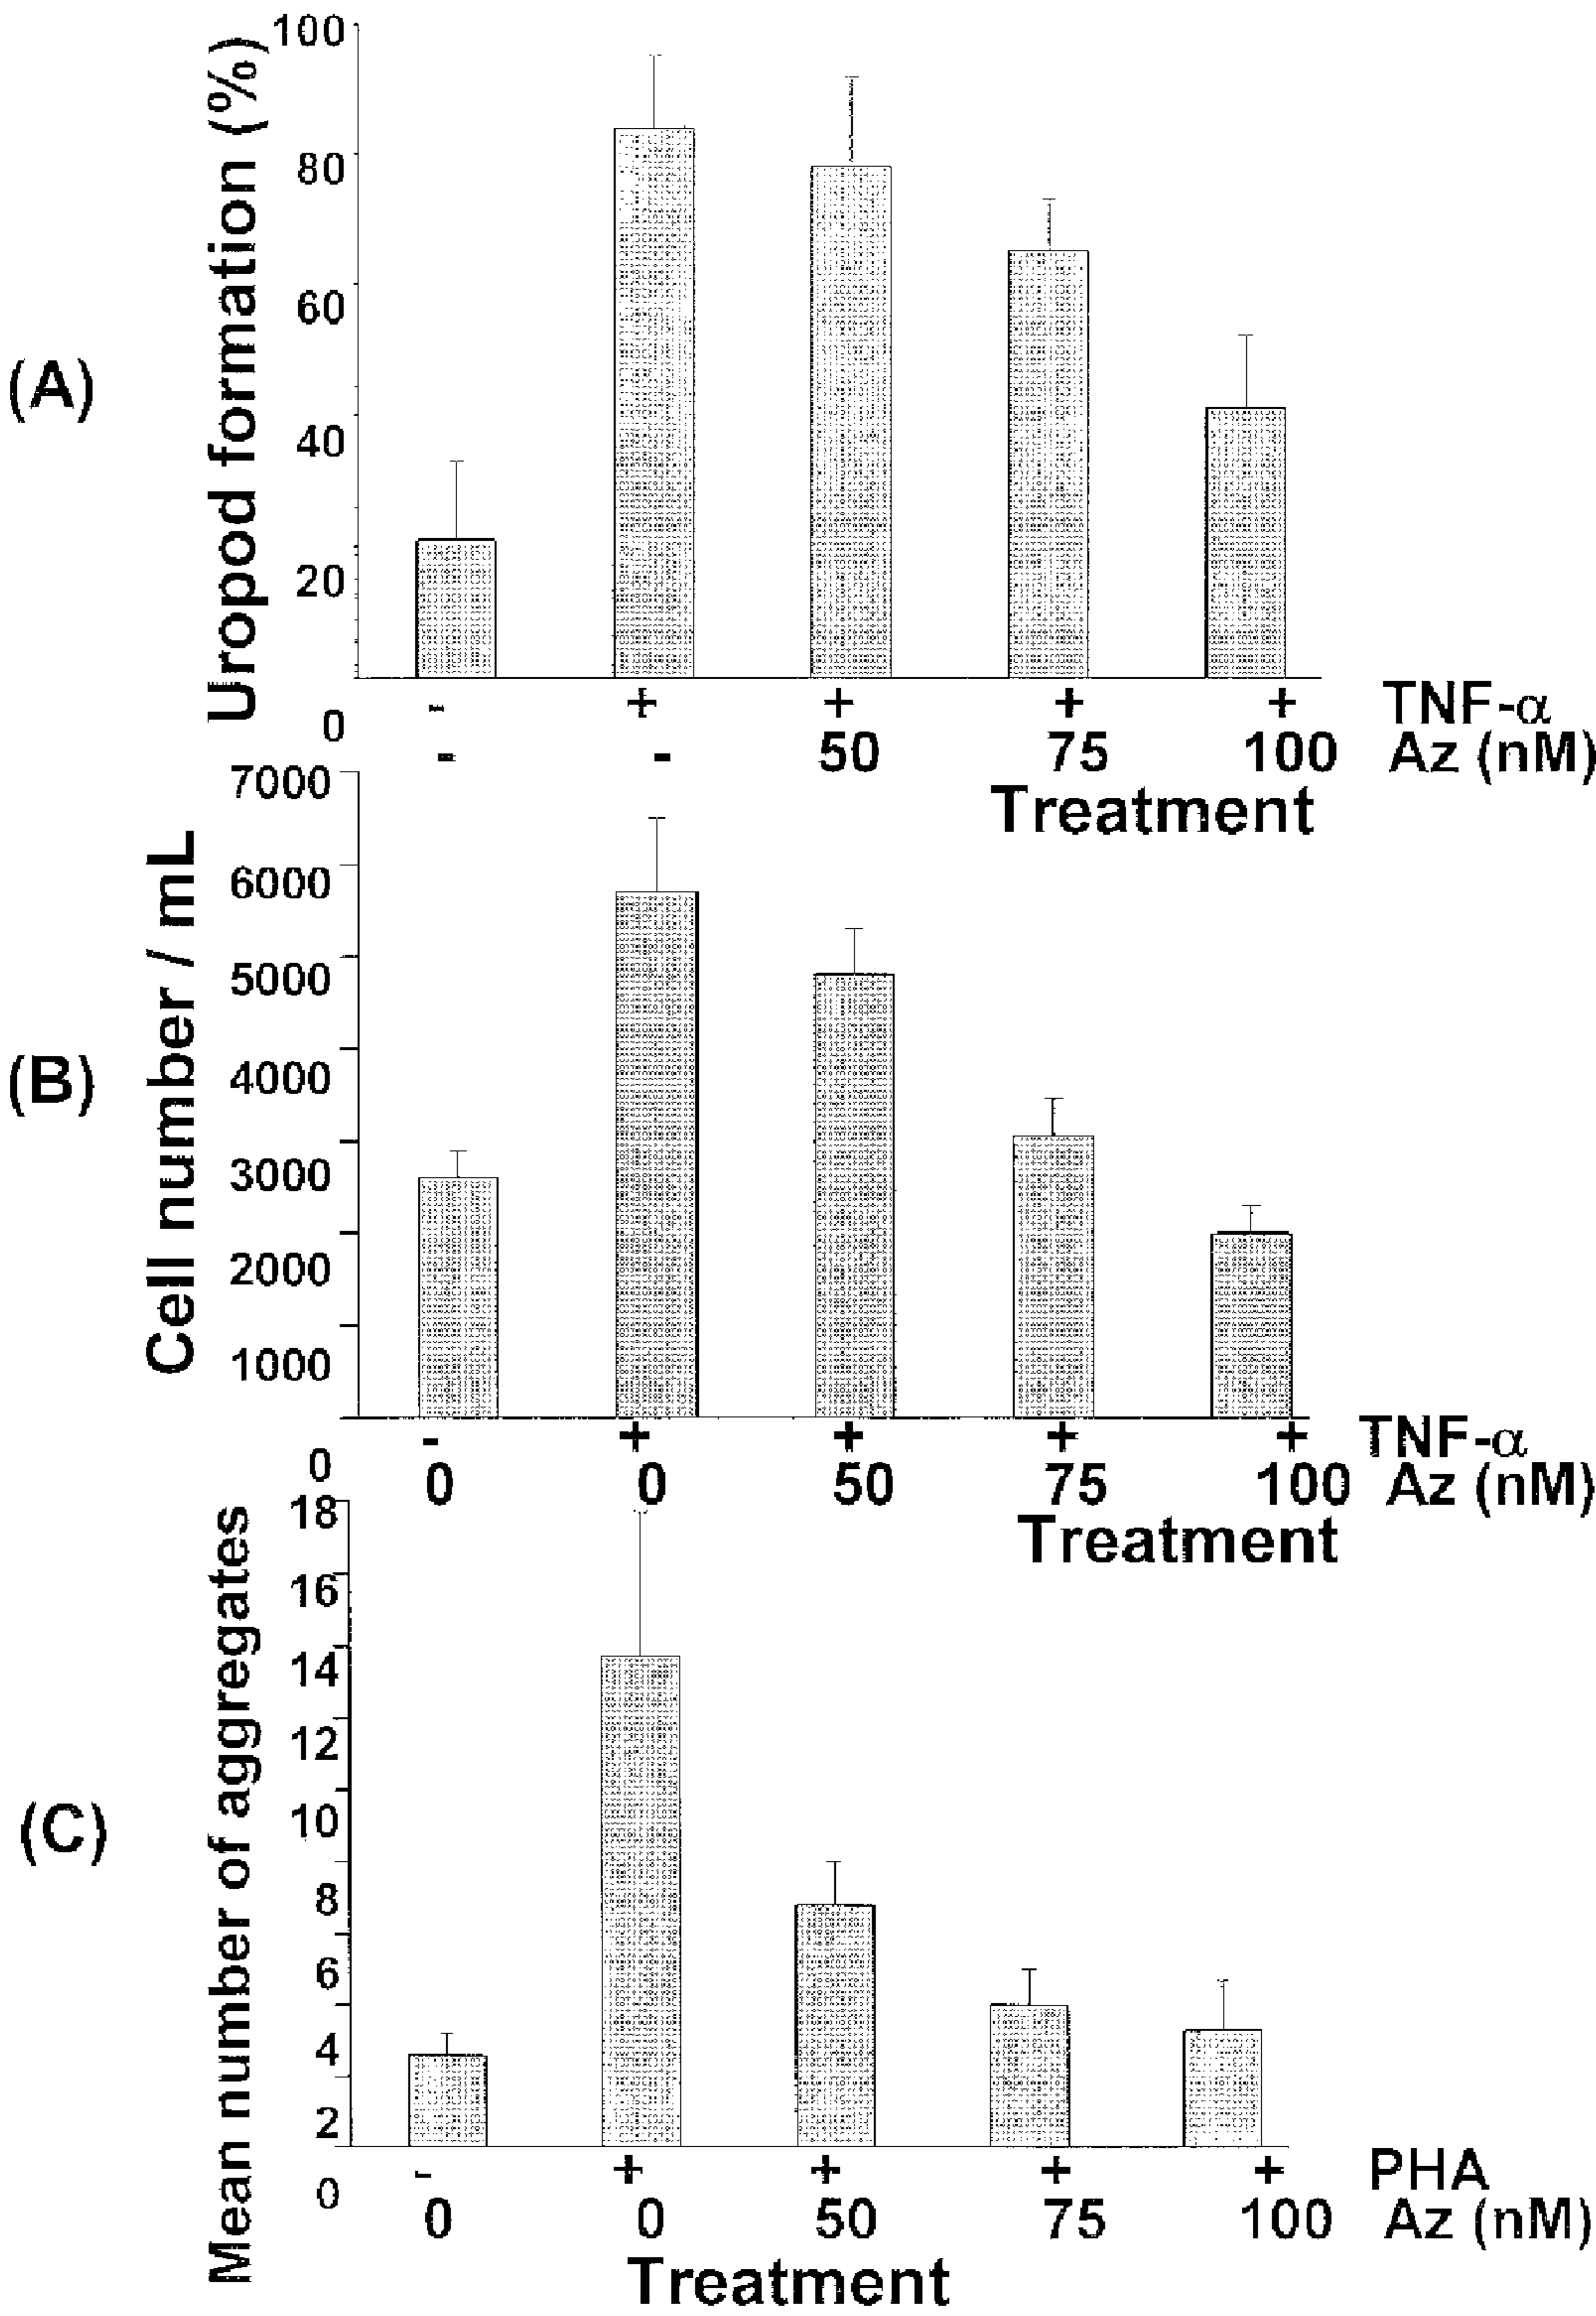 (A)
Uropod formation (%)
100
80
60
40
20
0
- + + + + TNF-α
- - 50 75 100 Az (nM)
Treatment
(B)
Cell number / mL
7000
6000
5000
4000
3000
2000
1000
0
- + + + + TNF-α
0 0 50 75 100 Az (nM)
Treatment
(C)
Mean number of aggregates
18
16
14
12
10
8
6
4
2
0
- + + + + PHA
0 0 50 75 100 Az (nM)
Treatment